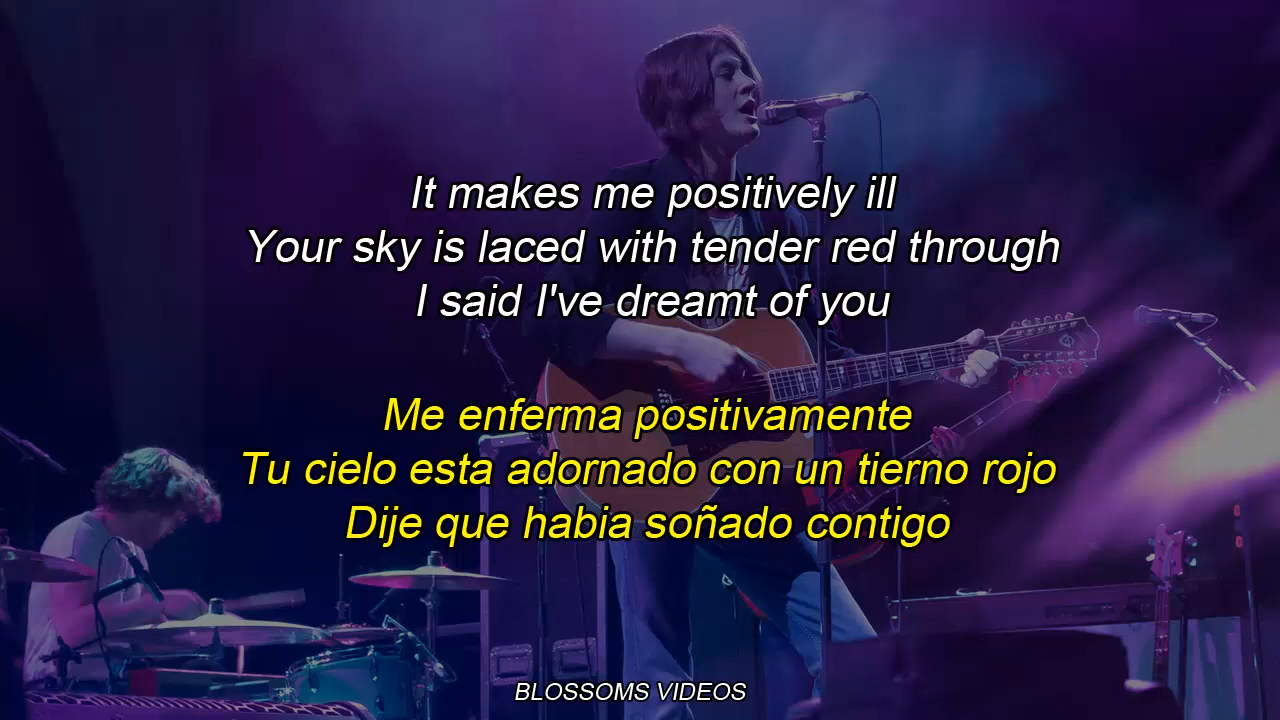 It makes me positively ill
Your sky is laced with tender red through
I said I've dreamt of you
Me enferma positivamente
Tu cielo esta adornado con un tierno rojo
Dije que habia soñado contigo
BLOSSOMS VIDEOS